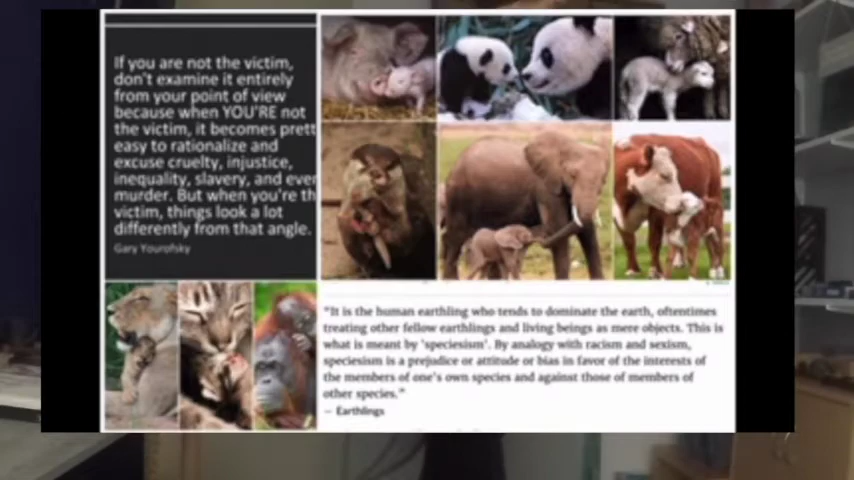 If you are not the victim,
don't examine it entirely
from your point of view
because when YOU'RE not
the victim, it becomes prett
easy to rationalize and
excuse cruelty, injustice,
inequality, slavery, and ever
murder. But when you're th
victim, things look a lot
differently from that angle.
Gary Yourofsky
"It is the human earthling who tends to dominate the earth, oftentimes
treating other fellow earthlings and living beings as mere objects. This is
what is meant by 'speciesism'. By analogy with racism and sexism,
speciesism is a prejudice or attitude or bias in favor of the interests of
the members of one's own species and against those of members of
other species."
— Earthlings